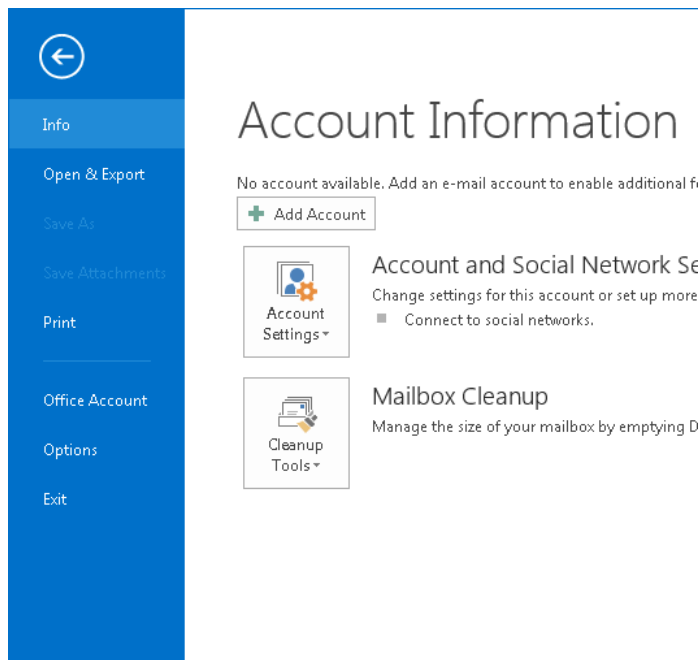 Info
Open & Export
Save As
Save Attachments
Print
Office Account
Options
Exit
Account Information
No account available. Add an e-mail account to enable additional
Add Account
Account
Settings
Account and Social Network
Change settings for this account or set up more
Connect to social networks.
Cleanup
Tools
Mailbox Cleanup
Manage the size of your mailbox by emptying